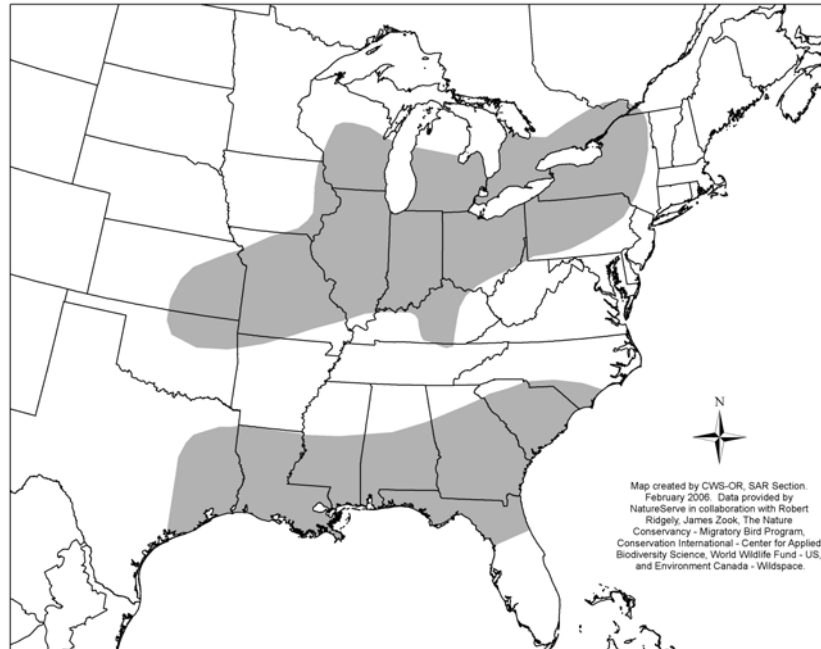 N
Map created by CWS-OR, SAR Section.
February 2006. Data provided by
NatureServe in collaboration with Robert
Ridgely, James Zook, The Nature
Conservancy - Migratory Bird Program,
Conservation International - Center for Applied
Biodiversity Science, World Wildlife Fund - US,
and Environment Canada - Wildspace.